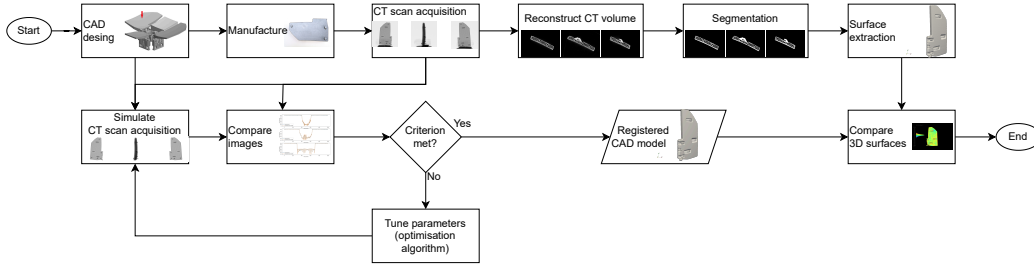 Start
CAD
desing
Manufacture
CT scan acquisition
Reconstruct CT volume
Segmentation
Surface
extraction
Simulate
CT scan acquisition
Compare
images
Criterion
met?
Yes
Registered
CAD model
Compare
3D surfaces
End
No
Tune parameters
(optimisation
algorithm)